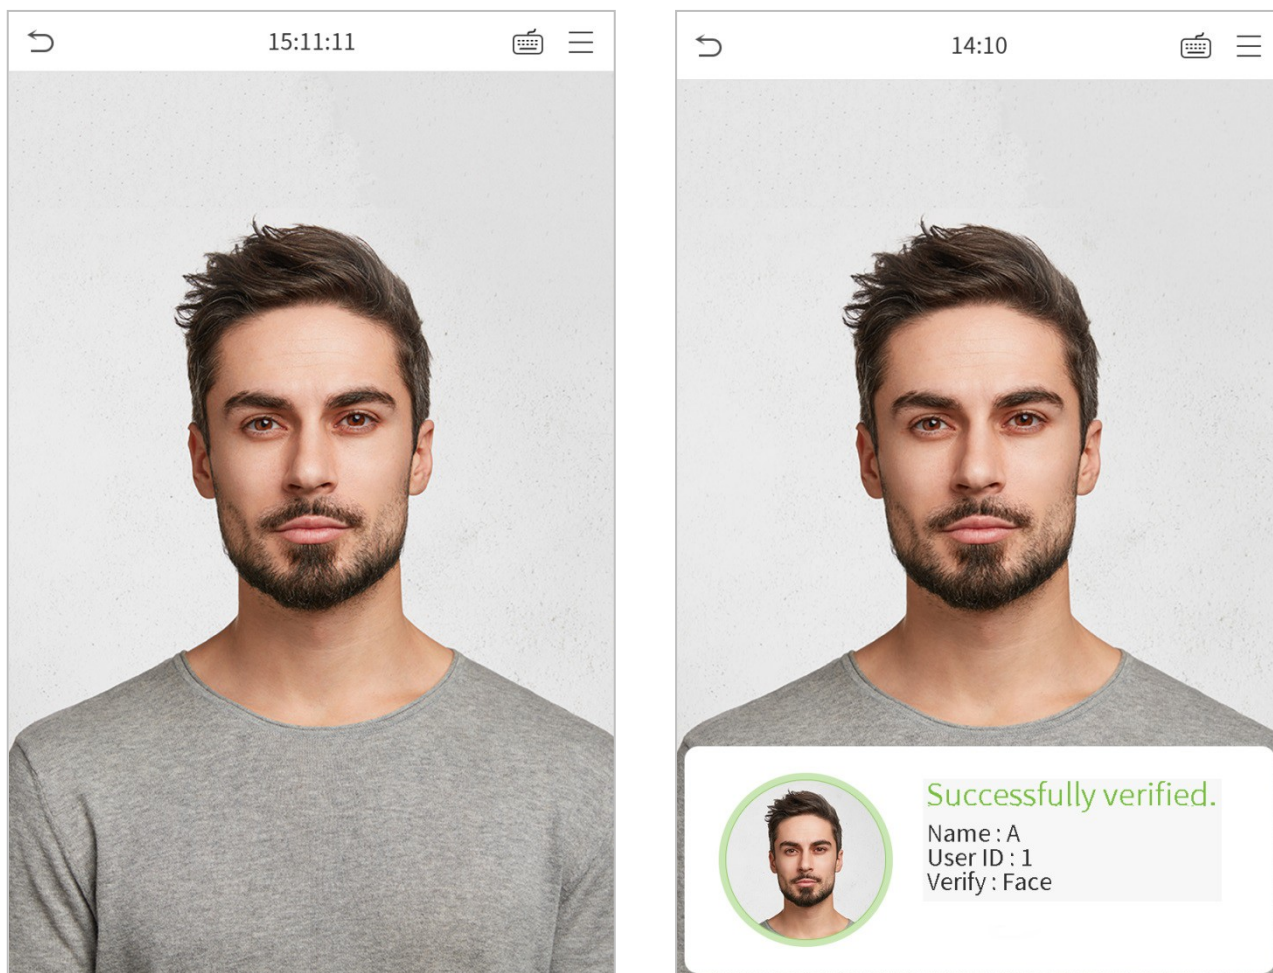 15:11:11
14:10
Successfully verified.
Name : A
User ID : 1
Verify : Face